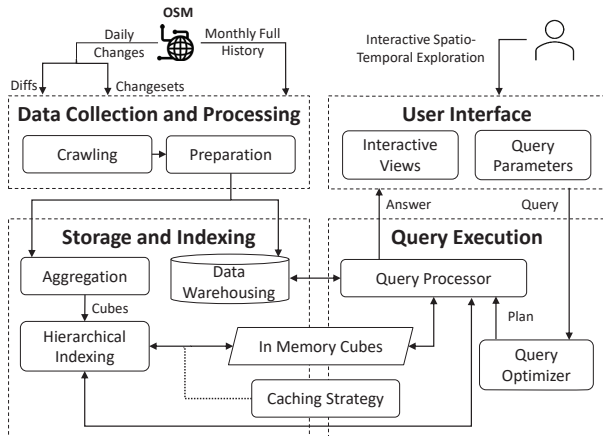 OSM
Daily
Changes
Monthly Full
History
Interactive Spatio-
Temporal Exploration
Diffs
Changesets
Data Collection and Processing
Crawling
Preparation
User Interface
Interactive
Views
Query
Parameters
Answer
Query
Storage and Indexing
Aggregation
Data
Warehousing
Cubes
Hierarchical
Indexing
Query Execution
Query Processor
Plan
In Memory Cubes
Query
Optimizer
Caching Strategy